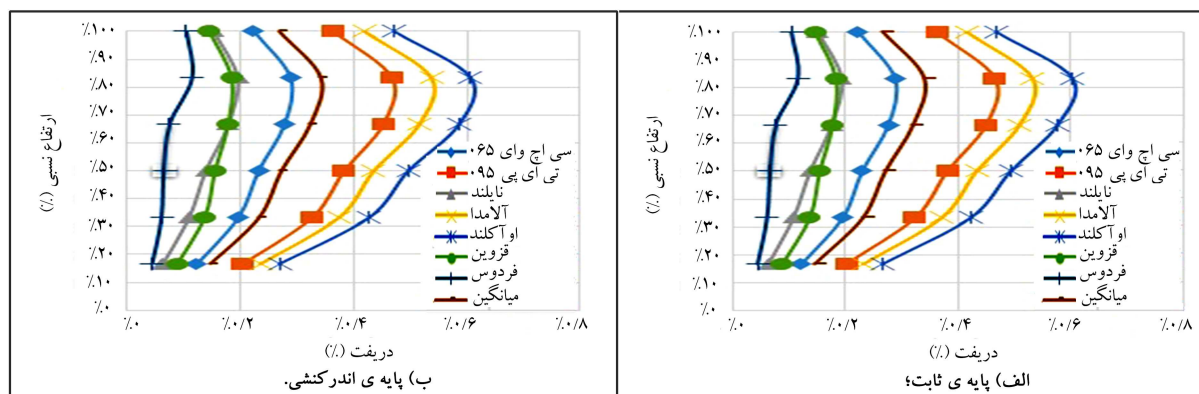 ٪۱۰۰
٪۹۰
٪۸۰
٪۷۰
٪۶۰
٪۵۰
٪۴۰
٪۳۰
٪۲۰
٪۱۰
٪۰
ارتفاع نسبی (٪)
سی اچ وای ۰۶۵
تی ای پی ۰۹۵
نایلند
آلامدا
او آکلند
قزوین
فردوس
میانگین
٪۰
٪۰/۲
٪۰/۴
٪۰/۶
٪۰/۸
دریفت (٪)
الف) پایه ی ثابت؛
٪۱۰۰
٪۹۰
٪۸۰
٪۷۰
٪۶۰
٪۵۰
٪۴۰
٪۳۰
٪۲۰
٪۱۰
٪۰
ارتفاع نسبی (٪)
سی اچ وای ۰۶۵
تی ای پی ۰۹۵
نایلند
آلامدا
او آکلند
قزوین
فردوس
میانگین
٪۰
٪۰/۲
٪۰/۴
٪۰/۶
٪۰/۸
دریفت (٪)
ب) پایه ی اندرکنشی.